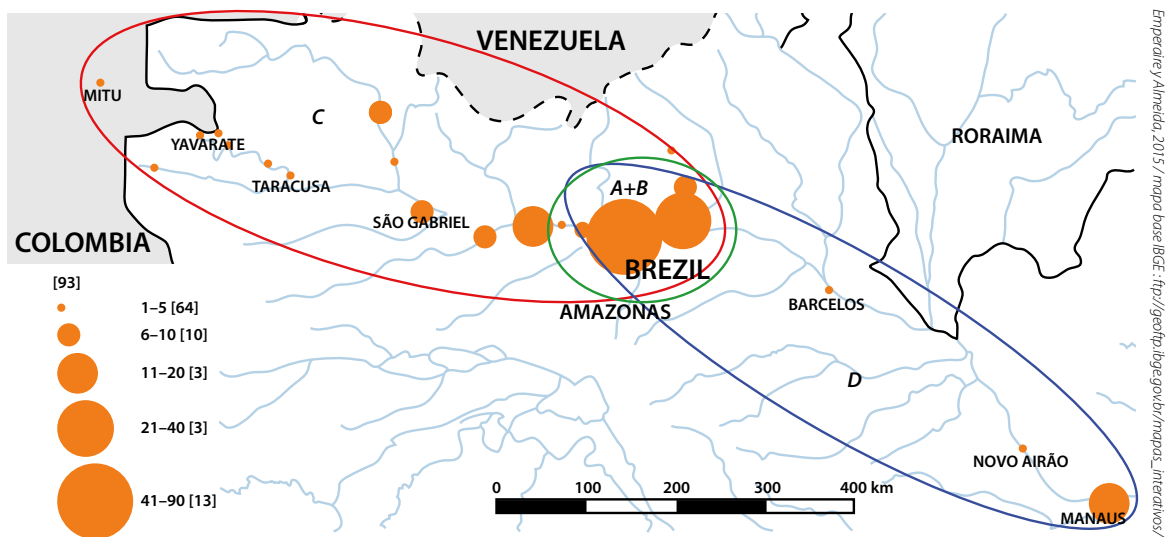 VENEZUELA
MITU
C
YAVARATE
RORAIMA
TARACUSA
A+B
SÃO GABRIEL
COLOMBIA
BREZIL
[93]
1–5 [64]
BARCELOS
AMAZONAS
6–10 [10]
11–20 [3]
D
21–40 [3]
NOVO AIRÃO
0 100 200 300 400 km
41–90 [13]
MANAUS
Emperaire y Almeida, 2015 / mapa base IBGE : ftp://geoftp.ibge.gov.br/mapas_interativos/